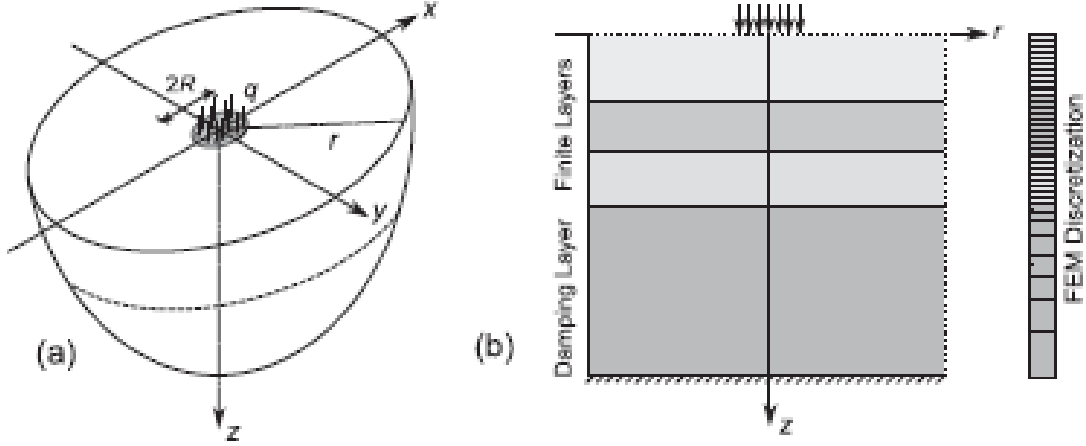 x
2R
q
r
y
(a)
z
r
Finite Layers
Damping Layer
(b)
z
FEM Discretization